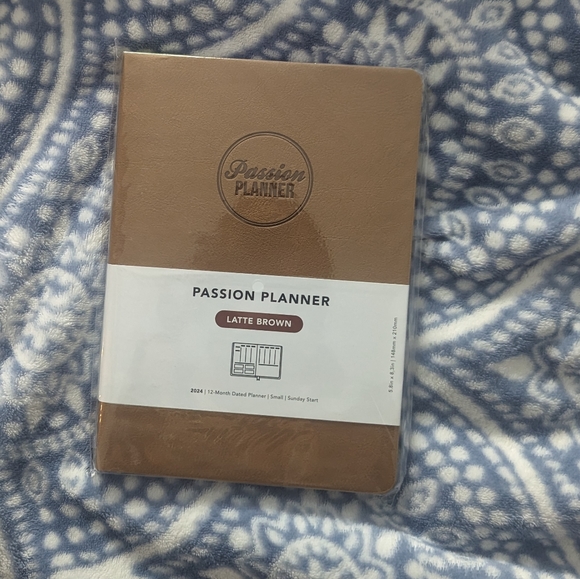 Passion
PLANNER
PASSION PLANNER
LATTE BROWN
2024 | 12-Month Dated Planner | Small | Sunday Start
5.8in x 8.3in | 148mm x 210mm